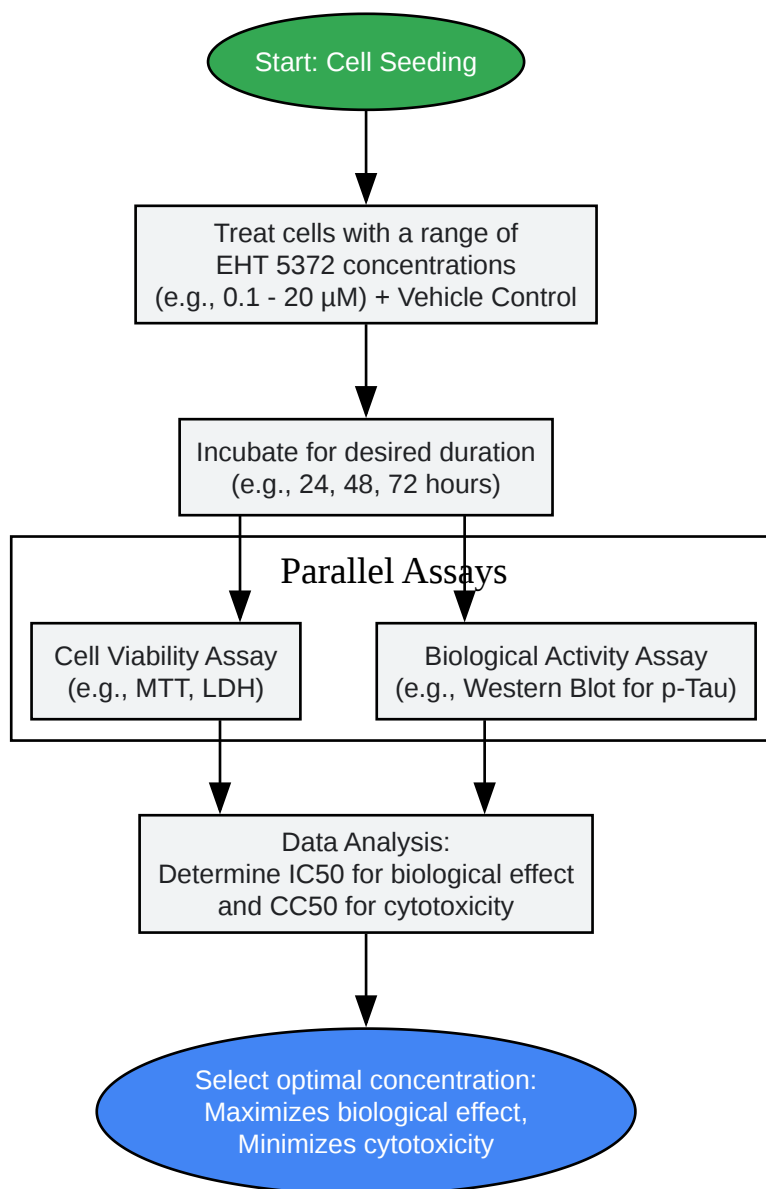 Start: Cell Seeding
Treat cells with a range of
EHT 5372 concentrations
(e.g., 0.1 - 20 µM) + Vehicle Control
Incubate for desired duration
(e.g., 24, 48, 72 hours)
Parallel Assays
Cell Viability Assay
(e.g., MTT, LDH)
Biological Activity Assay
(e.g., Western Blot for p-Tau)
Data Analysis:
Determine IC50 for biological effect
and CC50 for cytotoxicity
Select optimal concentration:
Maximizes biological effect,
Minimizes cytotoxicity